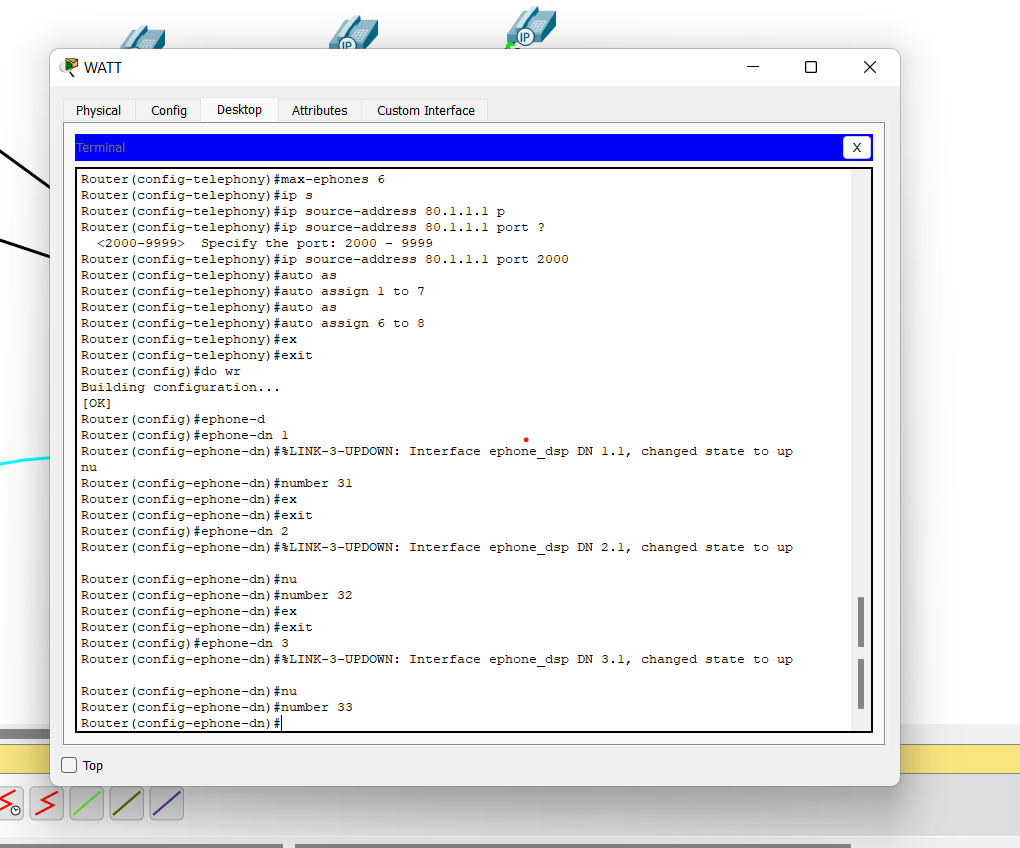 IP
IP
WATT
Physical
Config
Desktop
Attributes
Custom Interface
Terminal
X
Router(config-telephony)#max-ephones 6
Router(config-telephony)#ip s
Router(config-telephony)#ip source-address 80.1.1.1 p
Router(config-telephony)#ip source-address 80.1.1.1 port ?
<2000-9999>  Specify the port: 2000 - 9999
Router(config-telephony)#ip source-address 80.1.1.1 port 2000
Router(config-telephony)#auto as
Router(config-telephony)#auto assign 1 to 7
Router(config-telephony)#auto as
Router(config-telephony)#auto assign 6 to 8
Router(config-telephony)#ex
Router(config-telephony)#exit
Router(config)#do wr
Building configuration...
[OK]
Router(config)#ephone-d
Router(config)#ephone-dn 1
Router(config-ephone-dn)#%LINK-3-UPDOWN: Interface ephone_dsp DN 1.1, changed state to up
nu
Router(config-ephone-dn)#number 31
Router(config-ephone-dn)#ex
Router(config-ephone-dn)#exit
Router(config)#ephone-dn 2
Router(config-ephone-dn)#%LINK-3-UPDOWN: Interface ephone_dsp DN 2.1, changed state to up
Router(config-ephone-dn)#nu
Router(config-ephone-dn)#number 32
Router(config-ephone-dn)#ex
Router(config-ephone-dn)#exit
Router(config)#ephone-dn 3
Router(config-ephone-dn)#%LINK-3-UPDOWN: Interface ephone_dsp DN 3.1, changed state to up
Router(config-ephone-dn)#nu
Router(config-ephone-dn)#number 33
Router(config-ephone-dn)#
Top